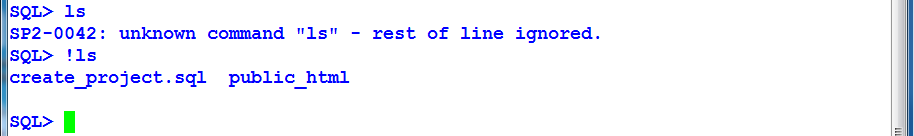 SQL> ls
SP2-0042: unknown command "ls" - rest of line ignored.
SQL> !ls
create_project.sql  public_html
SQL>